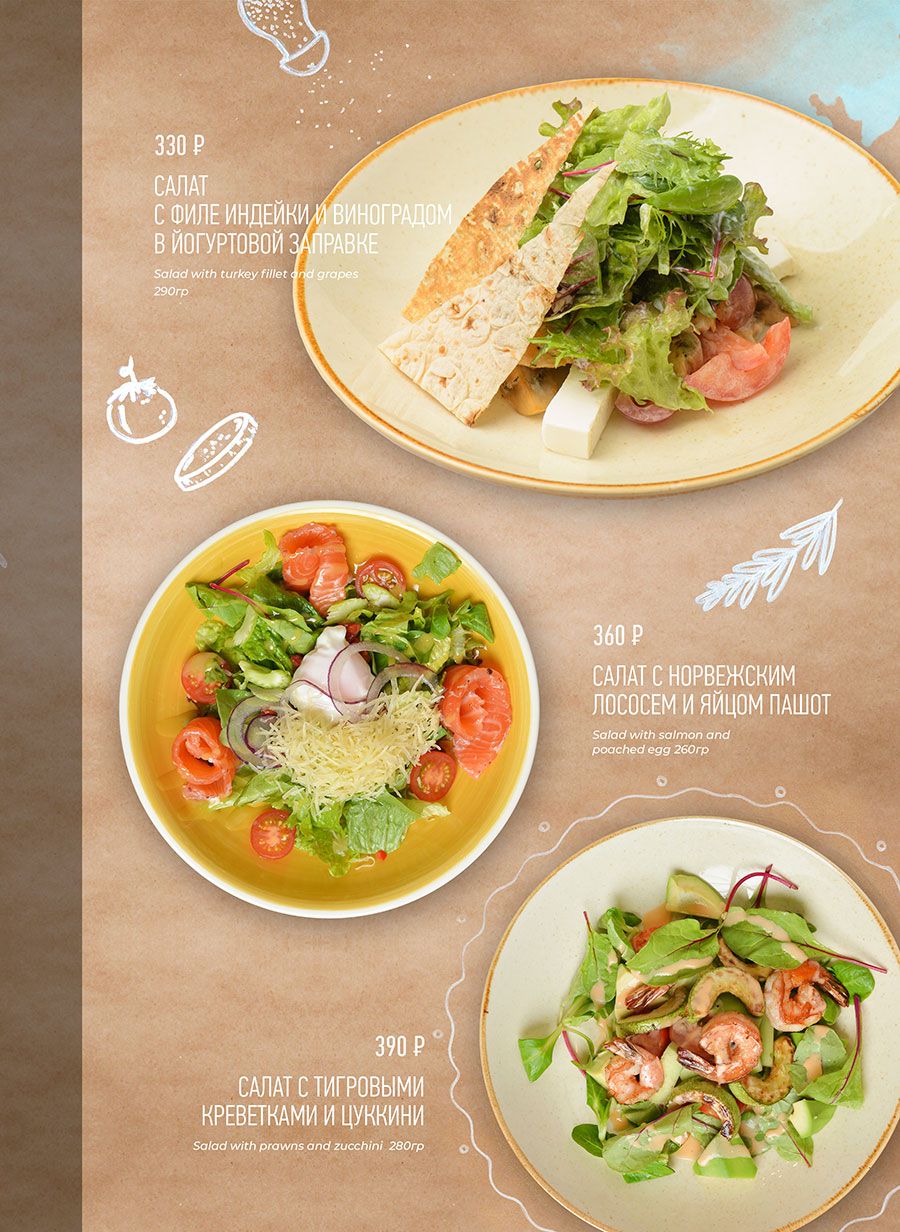 330 ₽
САЛАТ
С ФИЛЕ ИНДЕЙКИ И ВИНОГРАДОМ
В ЙОГУРТОВОЙ ЗАПРАВКЕ
Salad with turkey fillet and grapes
290гр
360 ₽
САЛАТ С НОРВЕЖСКИМ
ЛОСОСЕМ И ЯЙЦОМ ПАШОТ
Salad with salmon and
poached egg 260гр
390 ₽
САЛАТ С ТИГРОВЫМИ
КРЕВЕТКАМИ И ЦУККИНИ
Salad with prawns and zucchini 280гр